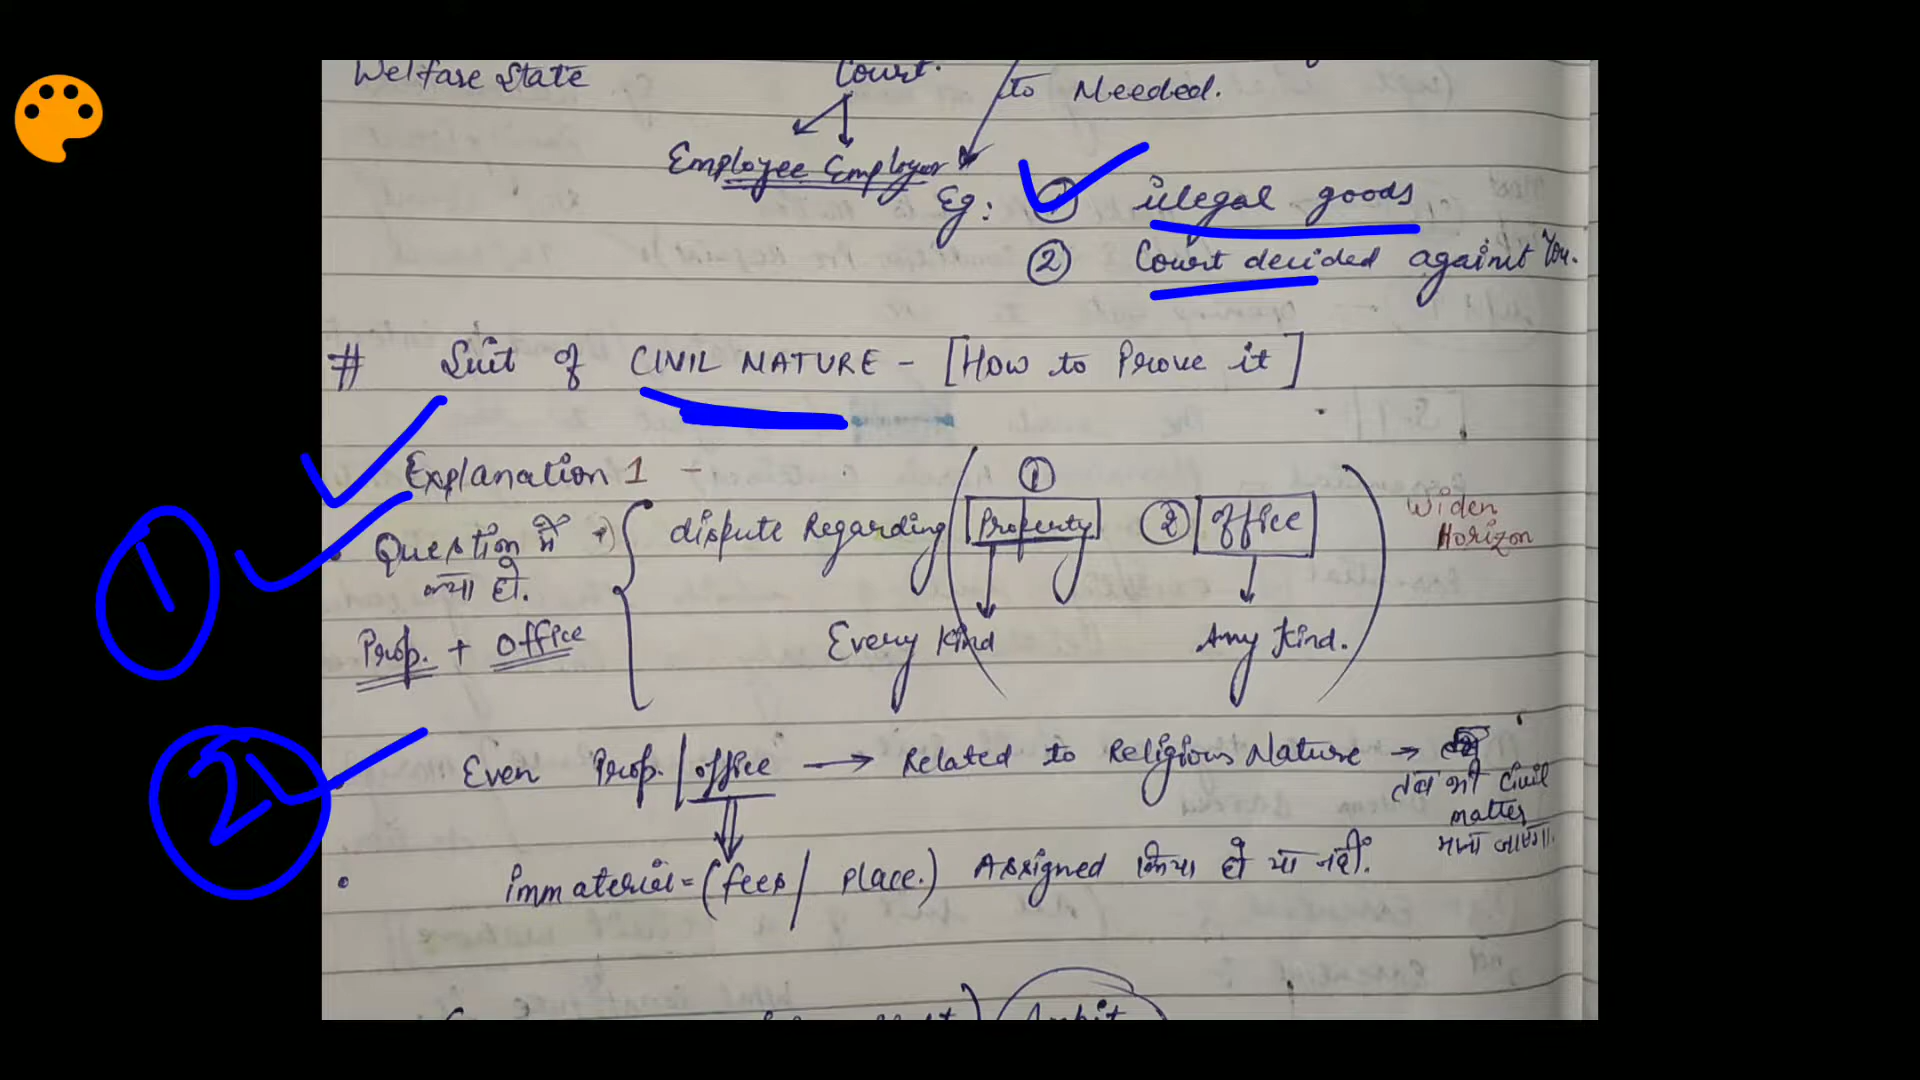 Welfare State Court. to Needed.
Employee Employer
Eg: ① illegal goods
② Court decided against You.
# Suit of CIVIL NATURE - [How to Prove it]
Explanation 1 -
• Question में → dispute Regarding ① Property ② office Widen Horizon
क्या हो.
Prop. + Office Every Kind Any Kind.
Even Prop. / office → Related to Religious Nature →
तब भी Civil
matter
माना जाएगा.
• immaterial = (fees / place.) Assigned किया हो या नहीं.
Ambit
1
2